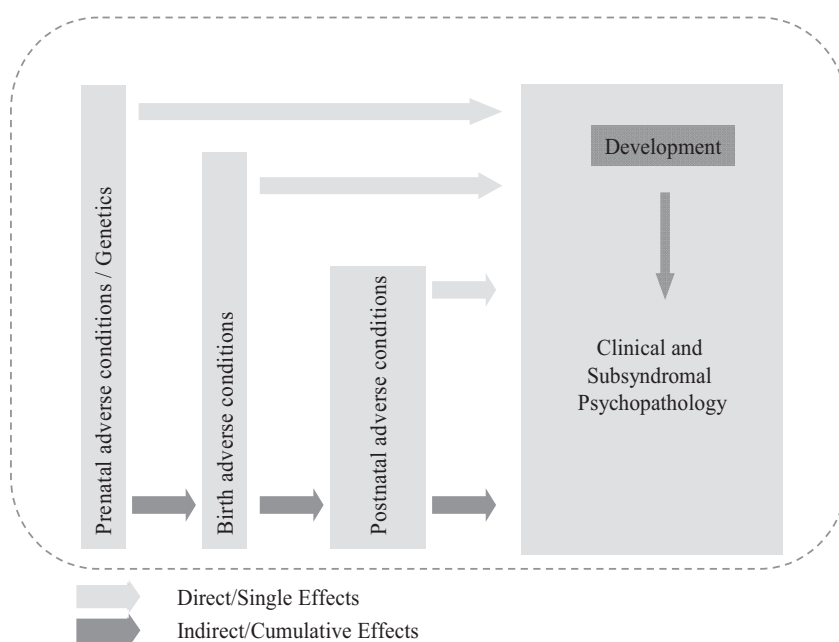 Prenatal adverse conditions / Genetics
Birth adverse conditions
Postnatal adverse conditions
Development
Clinical and
Subsyndromal
Psychopathology
Direct/Single Effects
Indirect/Cumulative Effects